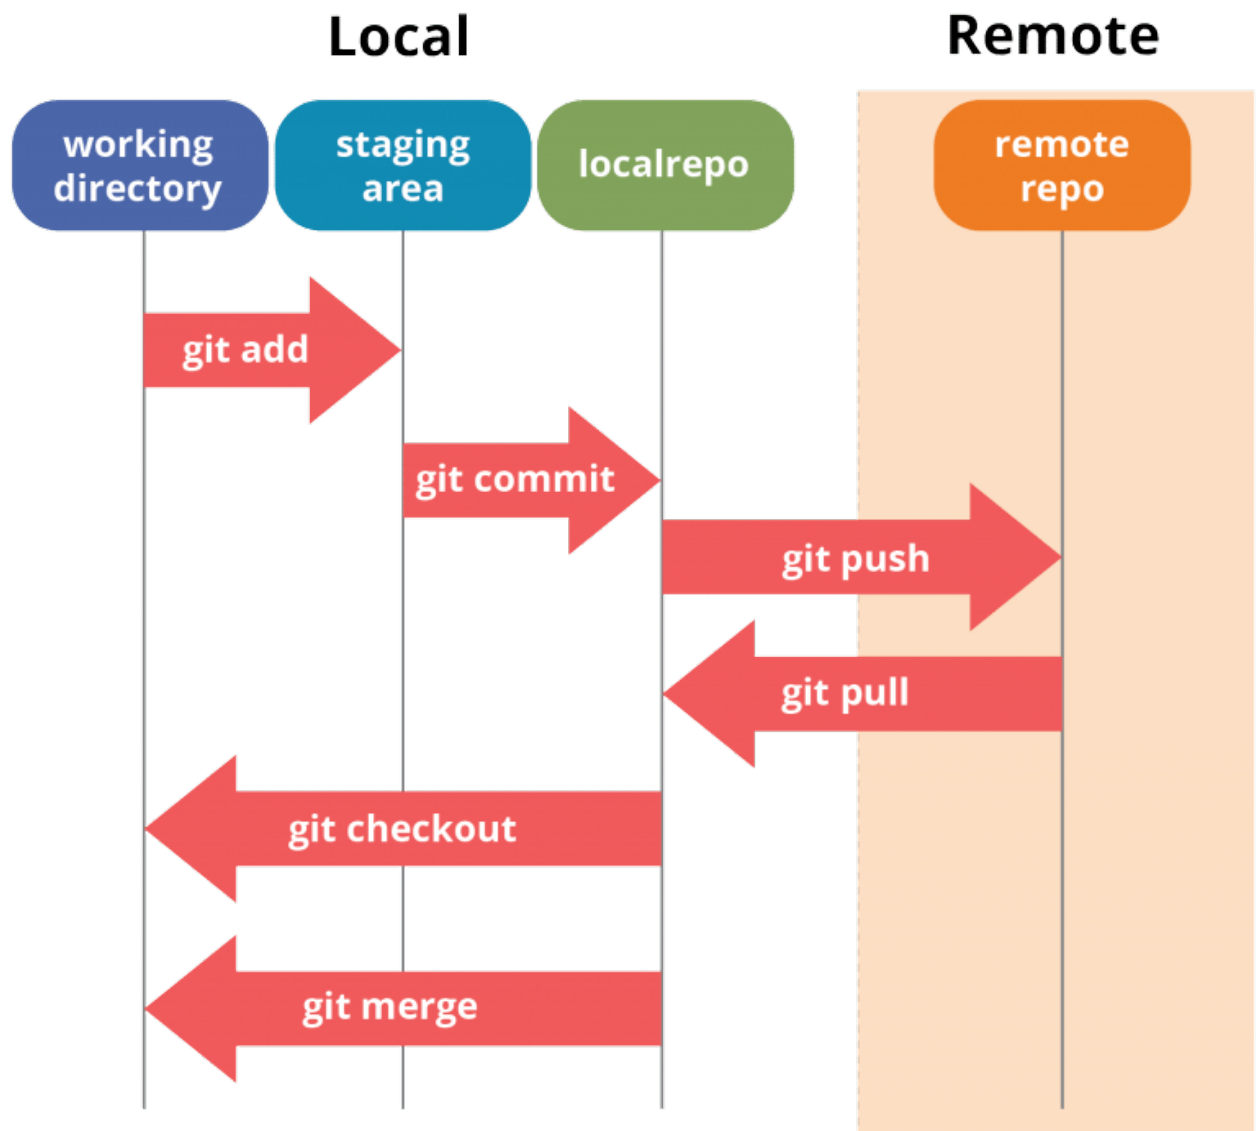 Local
Remote
working
directory
staging
area
localrepo
remote
repo
git add
git commit
git push
git pull
git checkout
git merge